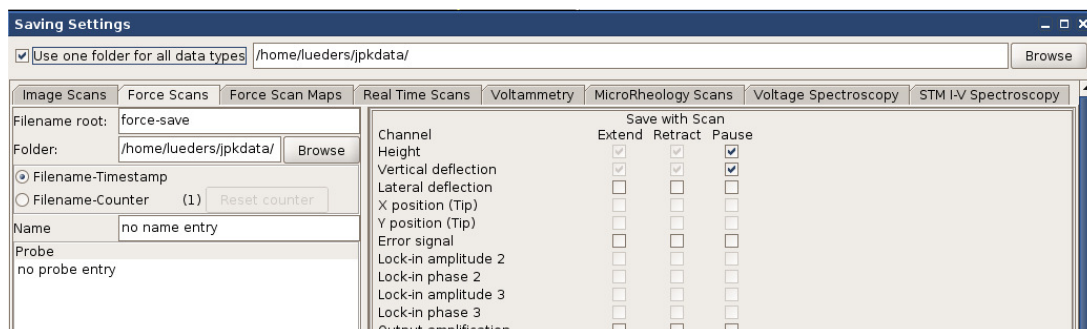 Saving Settings
Use one folder for all data types /home/lueders/jpkdata/ Browse
Image Scans Force Scans Force Scan Maps Real Time Scans Voltammetry MicroRheology Scans Voltage Spectroscopy STM I-V Spectroscopy
Filename root: force-save
Folder: /home/lueders/jpkdata/ Browse
Filename-Timestamp
Filename-Counter (1) Reset counter
Name no name entry
Probe
no probe entry
Save with Scan
Channel Extend Retract Pause
Height
Vertical deflection
Lateral deflection
X position (Tip)
Y position (Tip)
Error signal
Lock-in amplitude 2
Lock-in phase 2
Lock-in amplitude 3
Lock-in phase 3
Output amplification